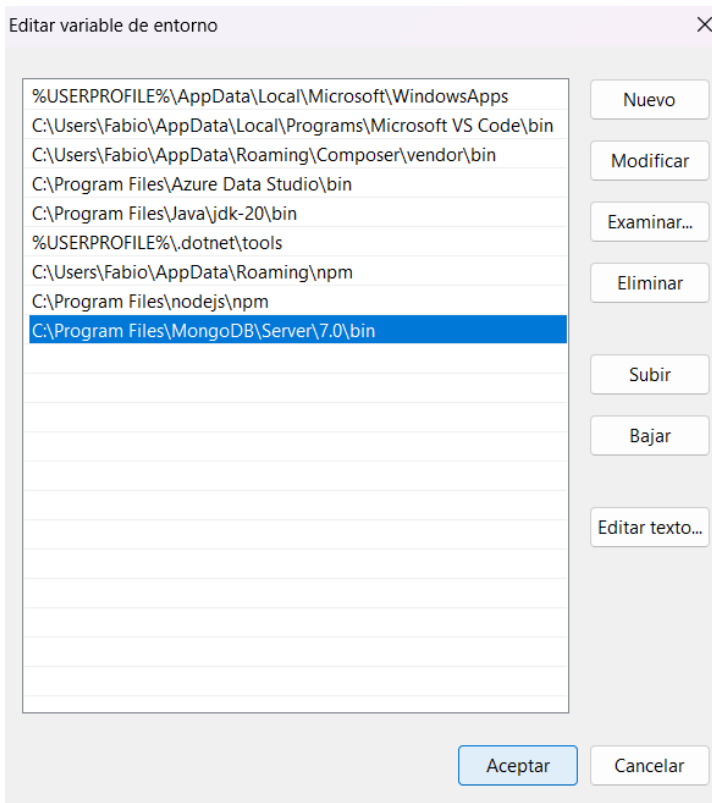 Editar variable de entorno
%USERPROFILE%\AppData\Local\Microsoft\WindowsApps
C:\Users\Fabio\AppData\Local\Programs\Microsoft VS Code\bin
C:\Users\Fabio\AppData\Roaming\Composer\vendor\bin
C:\Program Files\Azure Data Studio\bin
C:\Program Files\Java\jdk-20\bin
%USERPROFILE%\.dotnet\tools
C:\Users\Fabio\AppData\Roaming\npm
C:\Program Files\nodejs\npm
C:\Program Files\MongoDB\Server\7.0\bin
Nuevo
Modificar
Examinar...
Eliminar
Subir
Bajar
Editar texto...
Aceptar
Cancelar